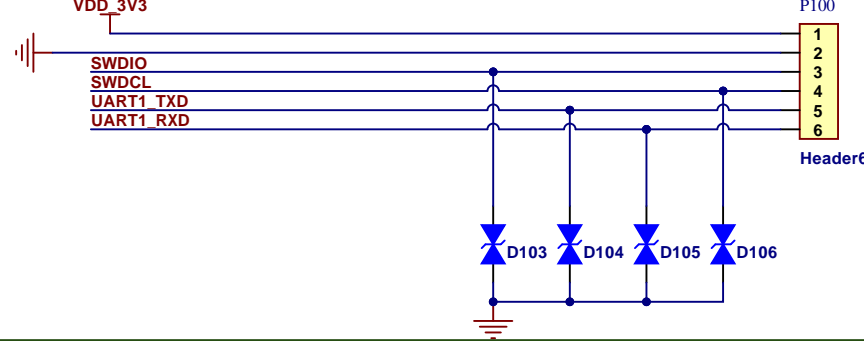 VDD_3V3
P100
1
2
SWDIO
3
SWDCL
4
UART1_TXD
5
UART1_RXD
6
Header6
D103
D104
D105
D106